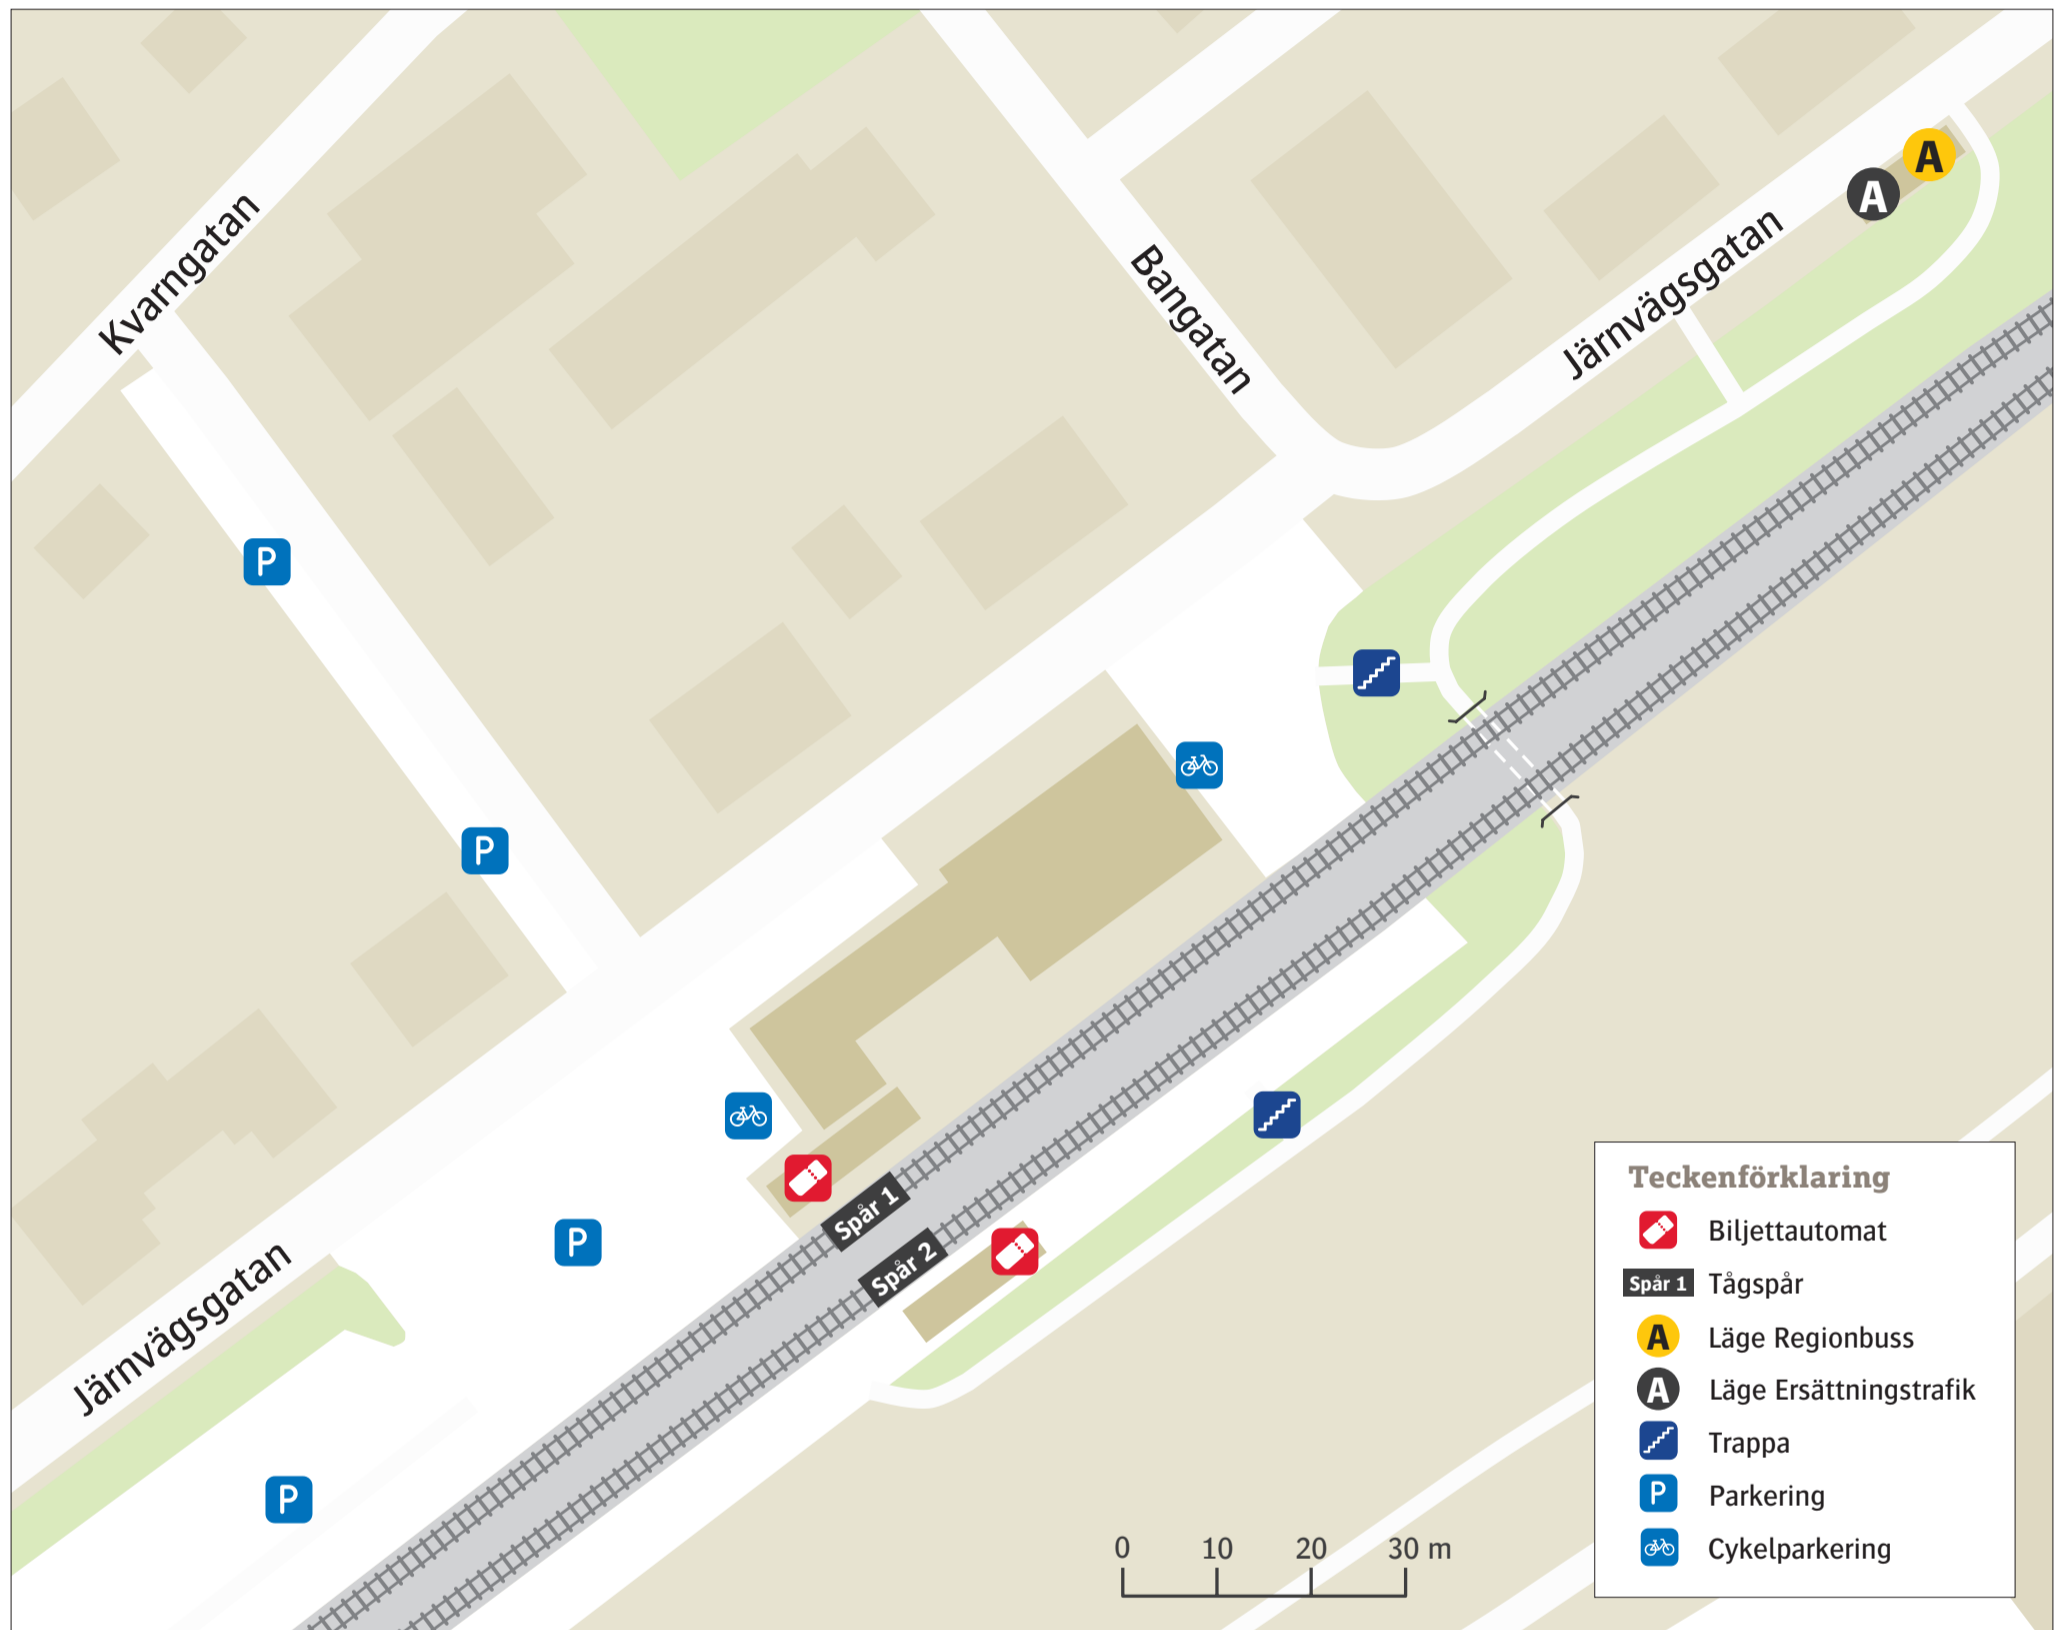 A
A
Kvarngatan
Bangatan
Järnvägsgatan
P
P
Spår 1
Spår 2
P
Järnvägsgatan
P
0 10 20 30 m
Teckenförklaring
Biljettautomat
Spår 1 Tågspår
A Läge Regionbuss
A Läge Ersättningstrafik
Trappa
P Parkering
Cykelparkering